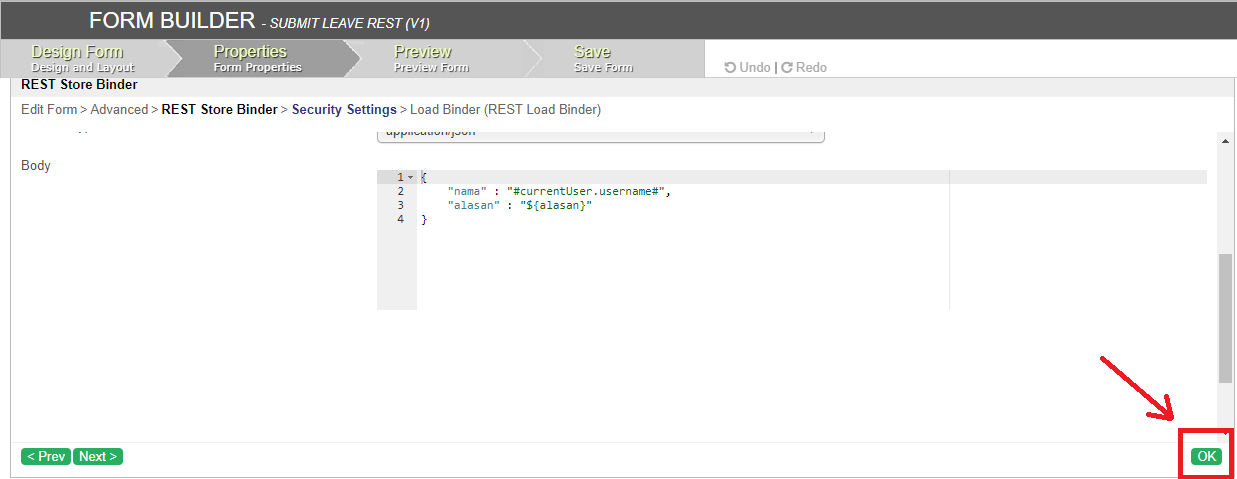 FORM BUILDER - SUBMIT LEAVE REST (V1)
Design Form
Design and Layout
Properties
Form Properties
Preview
Preview Form
Save
Save Form
Undo | Redo
REST Store Binder
Edit Form > Advanced > REST Store Binder > Security Settings > Load Binder (REST Load Binder)
application/json
Body
1 {
2 "nama" : "#currentUser.username#",
3 "alasan" : "${alasan}"
4 }
< Prev Next >
OK